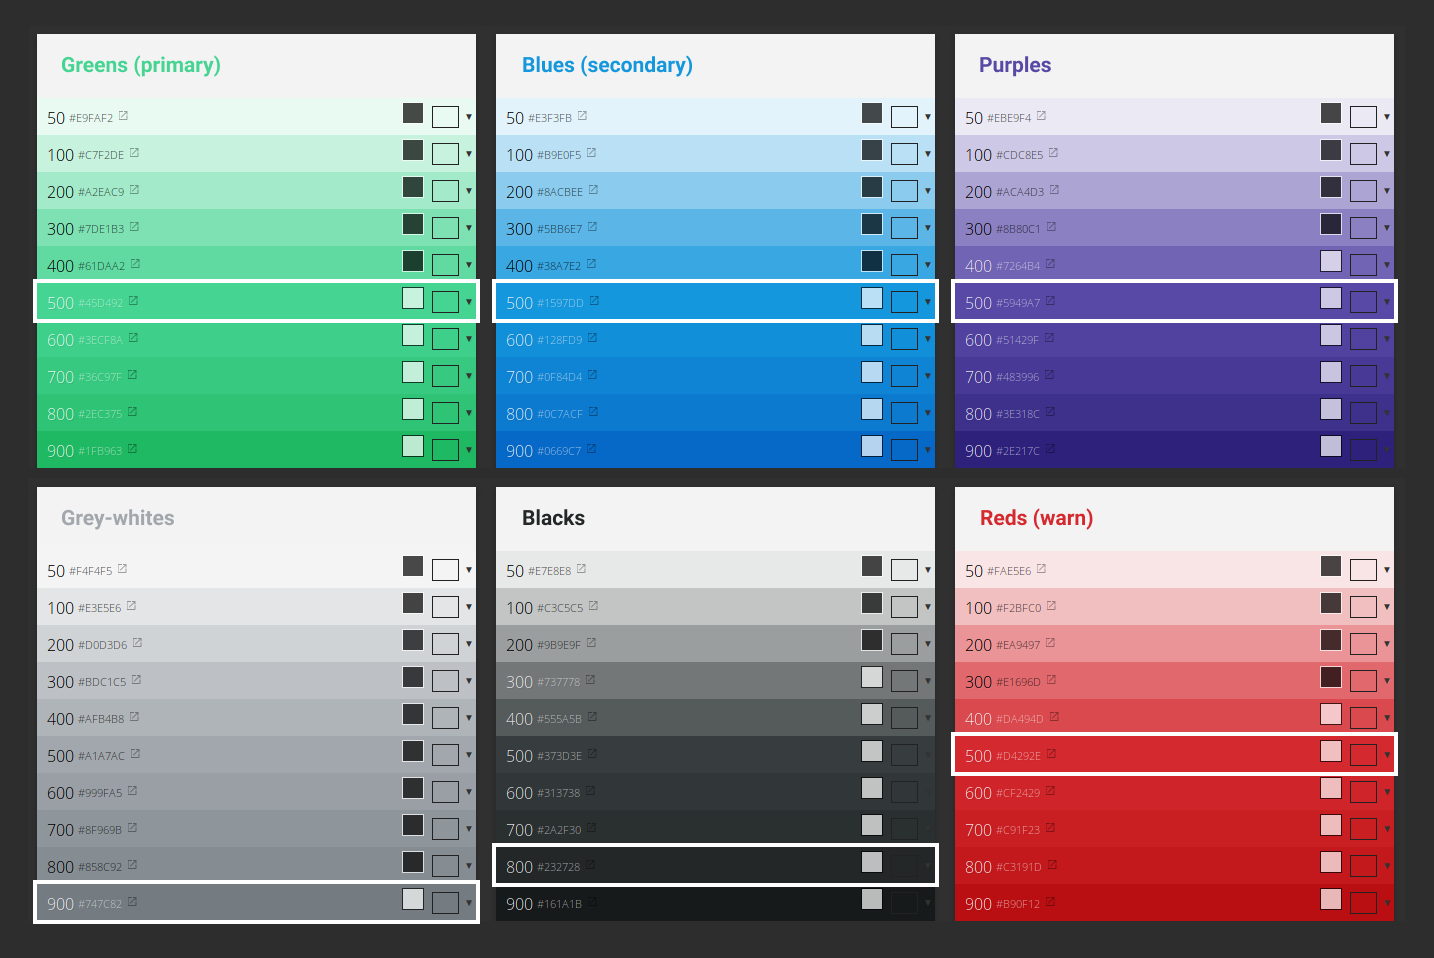 Greens (primary)
50 #E9FAF2
100 #C7F2DE
200 #A2EAC9
300 #7DE1B3
400 #61DAA2
500 #45D492
600 #3ECF8A
700 #36C97F
800 #2EC375
900 #1FB963
Blues (secondary)
50 #E3F3FB
100 #B9E0F5
200 #8ACBEE
300 #5BB6E7
400 #38A7E2
500 #1597DD
600 #128FD9
700 #0F84D4
800 #0C7ACF
900 #0669C7
Purples
50 #EBE9F4
100 #CDC8E5
200 #ACA4D3
300 #8B80C1
400 #7264B4
500 #5949A7
600 #51429F
700 #483996
800 #3E318C
900 #2E217C
Grey-whites
50 #F4F4F5
100 #E3E5E6
200 #D0D3D6
300 #BDC1C5
400 #AFB4B8
500 #A1A7AC
600 #999FA5
700 #8F969B
800 #858C92
900 #747C82
Blacks
50 #E7E8E8
100 #C3C5C5
200 #9B9E9F
300 #737778
400 #555A5B
500 #373D3E
600 #313738
700 #2A2F30
800 #232728
900 #161A1B
Reds (warn)
50 #FAE5E6
100 #F2BFC0
200 #EA9497
300 #E1696D
400 #DA494D
500 #D4292E
600 #CF2429
700 #C91F23
800 #C3191D
900 #B90F12